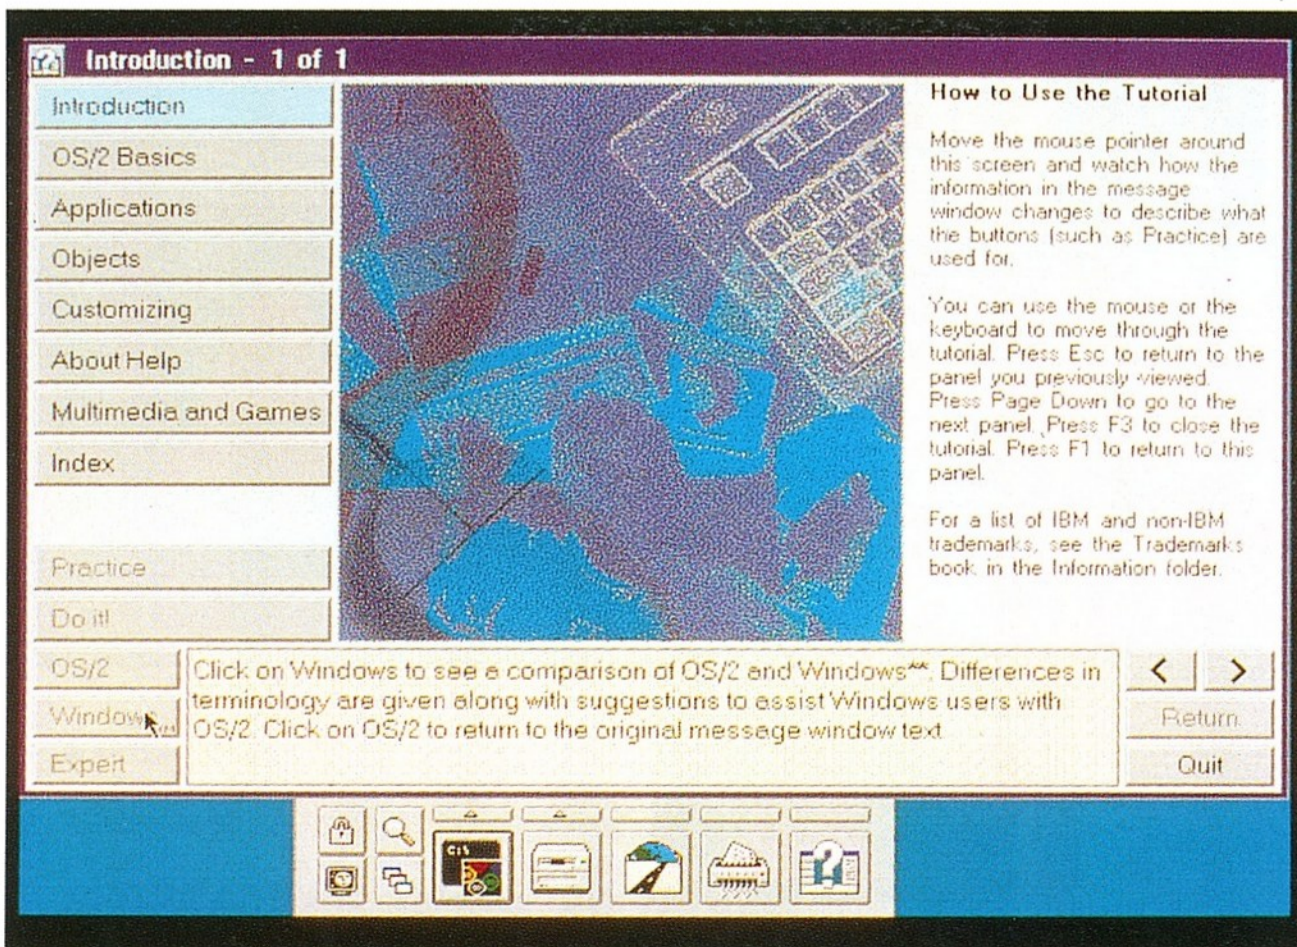 Introduction - 1 of 1
Introduction
OS/2 Basics
Applications
Objects
Customizing
About Help
Multimedia and Games
Index
Practice
Do it!
OS/2
Windows...
Expert
How to Use the Tutorial
Move the mouse pointer around
this screen and watch how the
information in the message
window changes to describe what
the buttons (such as Practice) are
used for.
You can use the mouse or the
keyboard to move through the
tutorial. Press Esc to return to the
panel you previously viewed.
Press Page Down to go to the
next panel. Press F3 to close the
tutorial. Press F1 to return to this
panel.
For a list of IBM and non-IBM
trademarks, see the Trademarks
book in the Information folder.
Click on Windows to see a comparison of OS/2 and Windows**. Differences in
terminology are given along with suggestions to assist Windows users with
OS/2. Click on OS/2 to return to the original message window text.
< >
Return
Quit
C:\
?